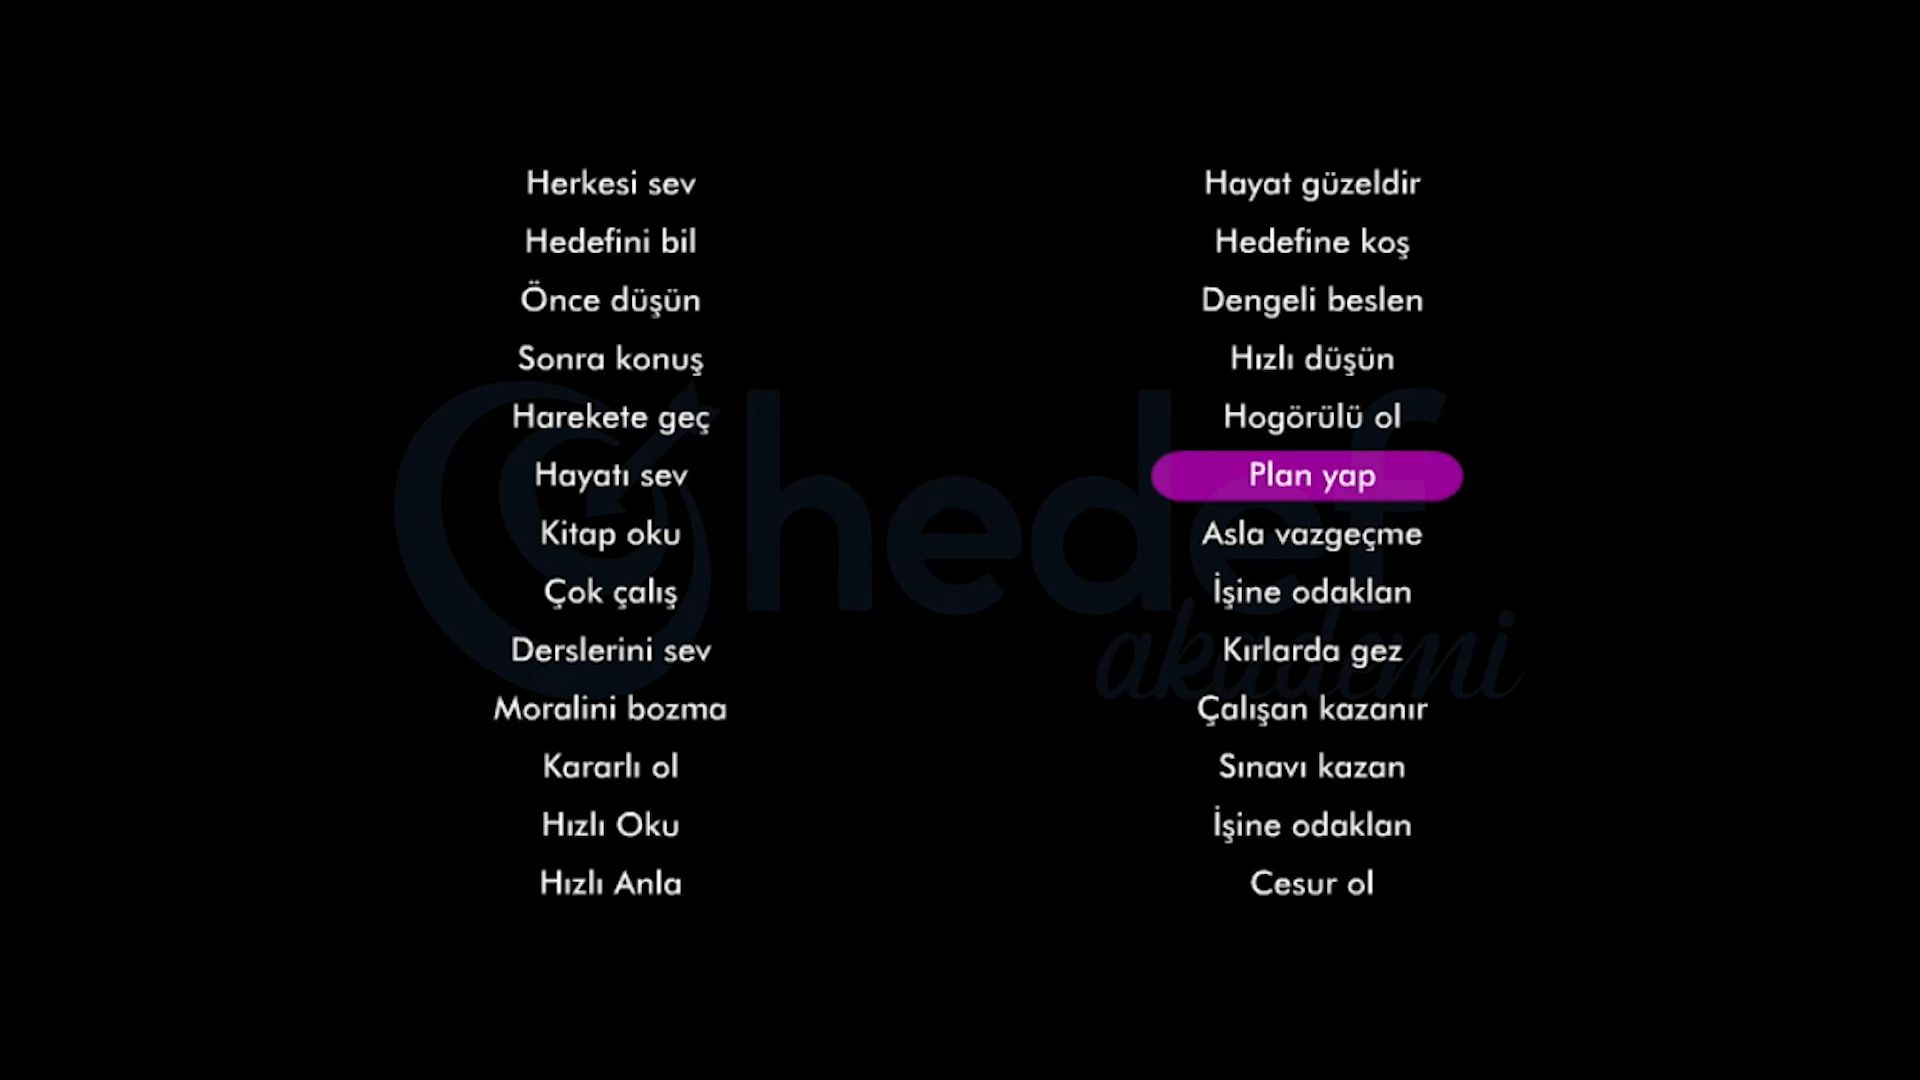 Herkesi sev
Hedefini bil
Önce düşün
Sonra konuş
Harekete geç
Hayatı sev
Kitap oku
Çok çalış
Derslerini sev
Moralini bozma
Kararlı ol
Hızlı Oku
Hızlı Anla
Hayat güzeldir
Hedefine koş
Dengeli beslen
Hızlı düşün
Hogörülü ol
Plan yap
Asla vazgeçme
İşine odaklan
Kırlarda gez
Çalışan kazanır
Sınavı kazan
İşine odaklan
Cesur ol
hedef
akademi